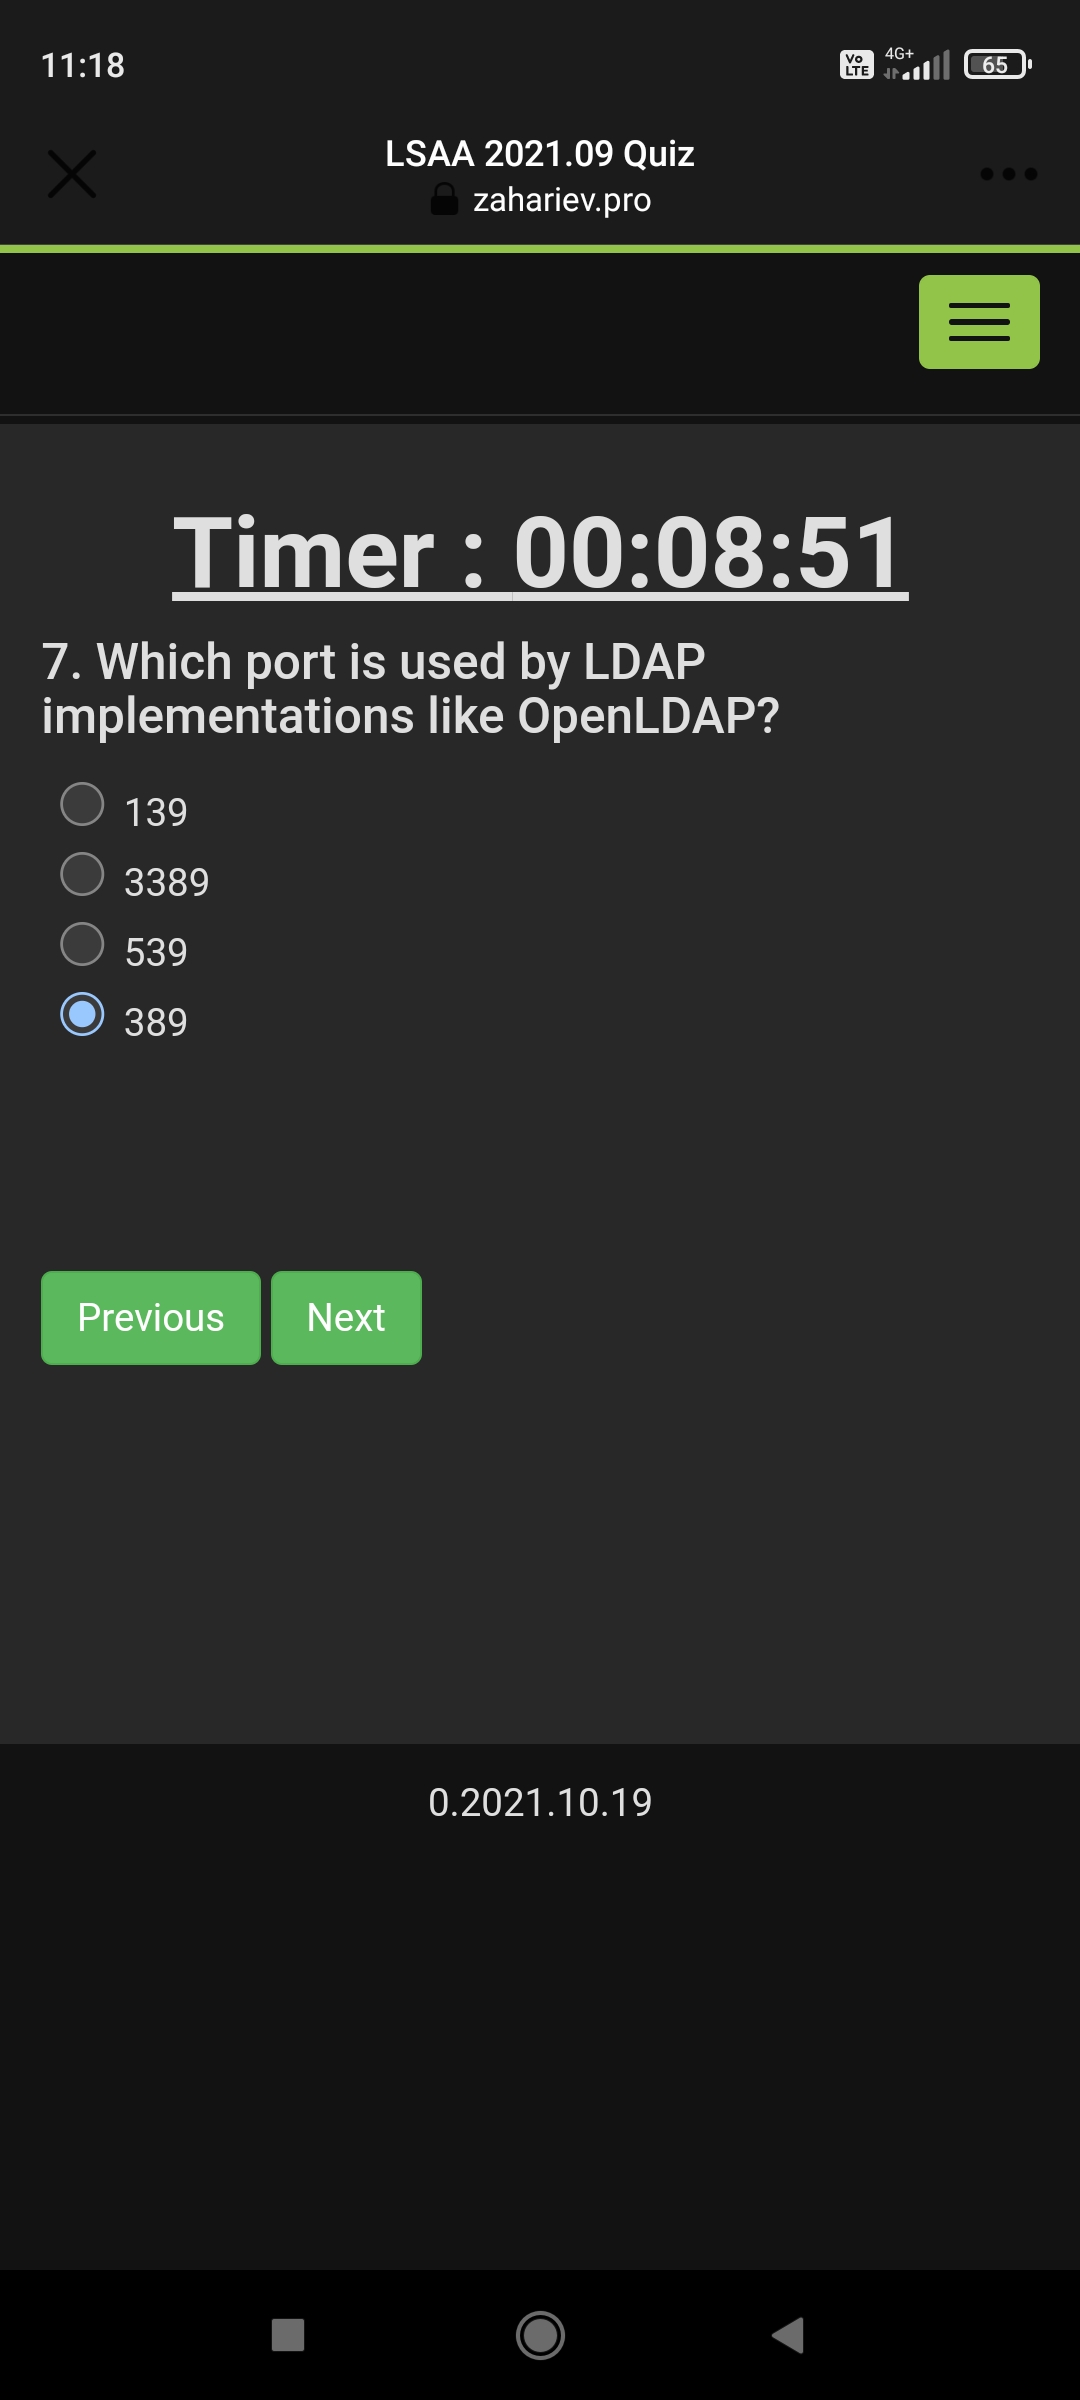 11:18
Vo LTE 4G+ 65
LSAA 2021.09 Quiz
zahariev.pro
Timer : 00:08:51
7. Which port is used by LDAP
implementations like OpenLDAP?
139
3389
539
389
Previous Next
0.2021.10.19